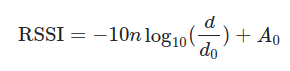 RSSI = −10n log₁₀(d/d₀) + A₀